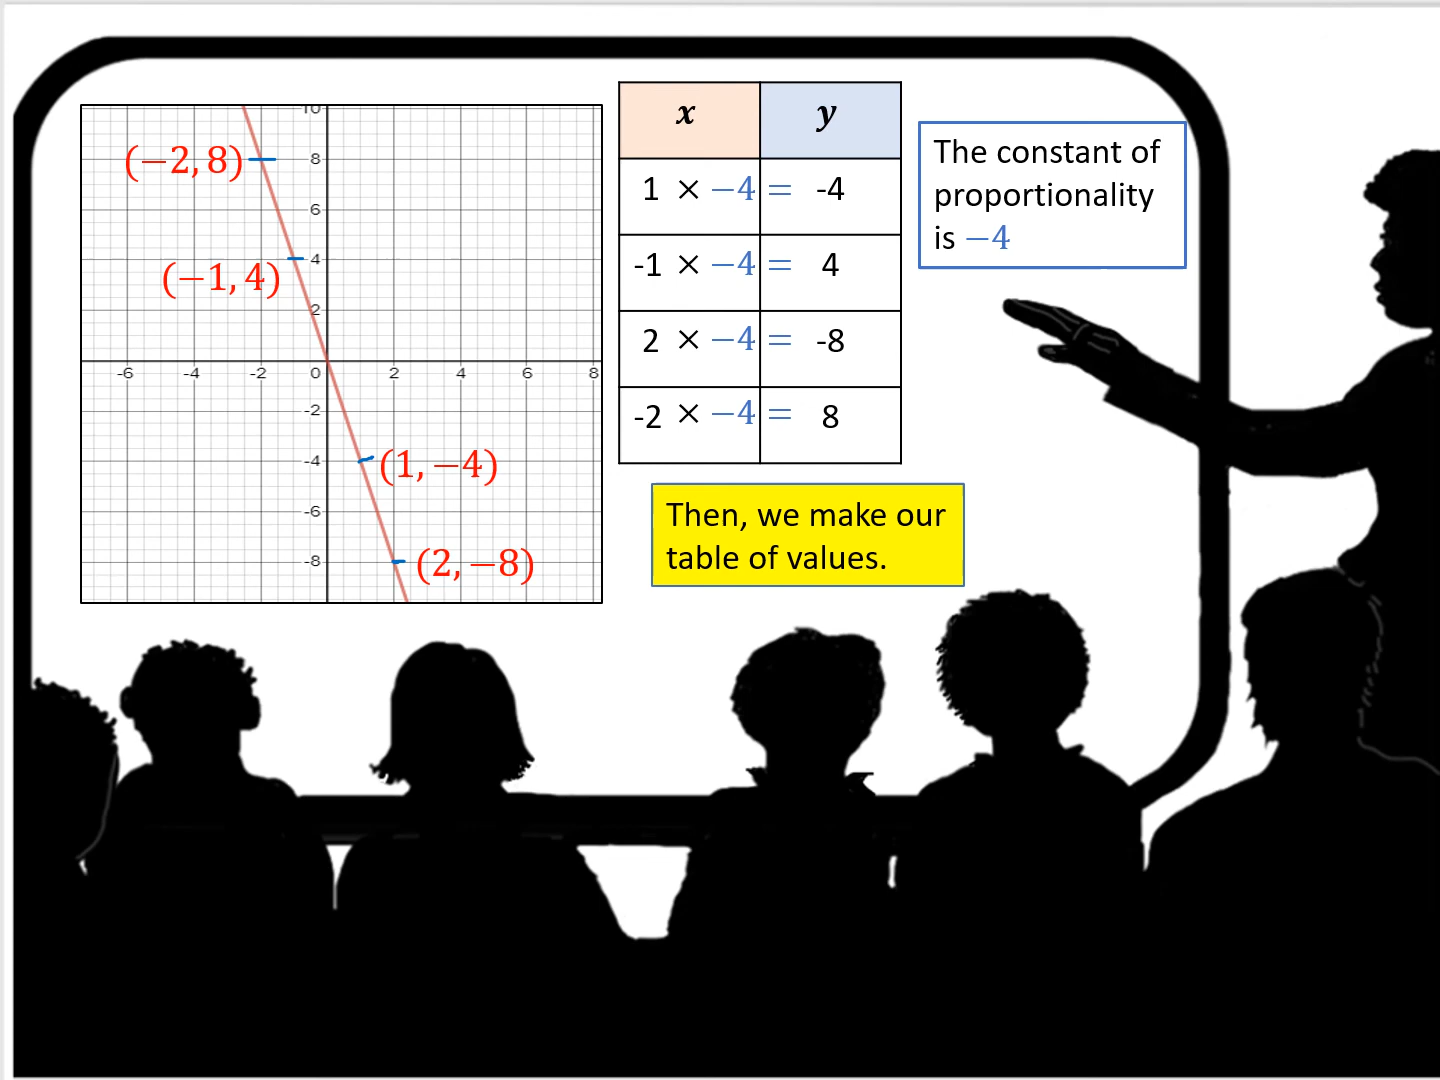 10
(−2, 8)
8
6
(−1, 4)
4
2
-6 -4 -2 0 2 4 6 8
-2
-4
(1, −4)
-6
-8
(2, −8)
x y
1 × −4 = -4
-1 × −4 = 4
2 × −4 = -8
-2 × −4 = 8
The constant of
proportionality
is −4
Then, we make our
table of values.